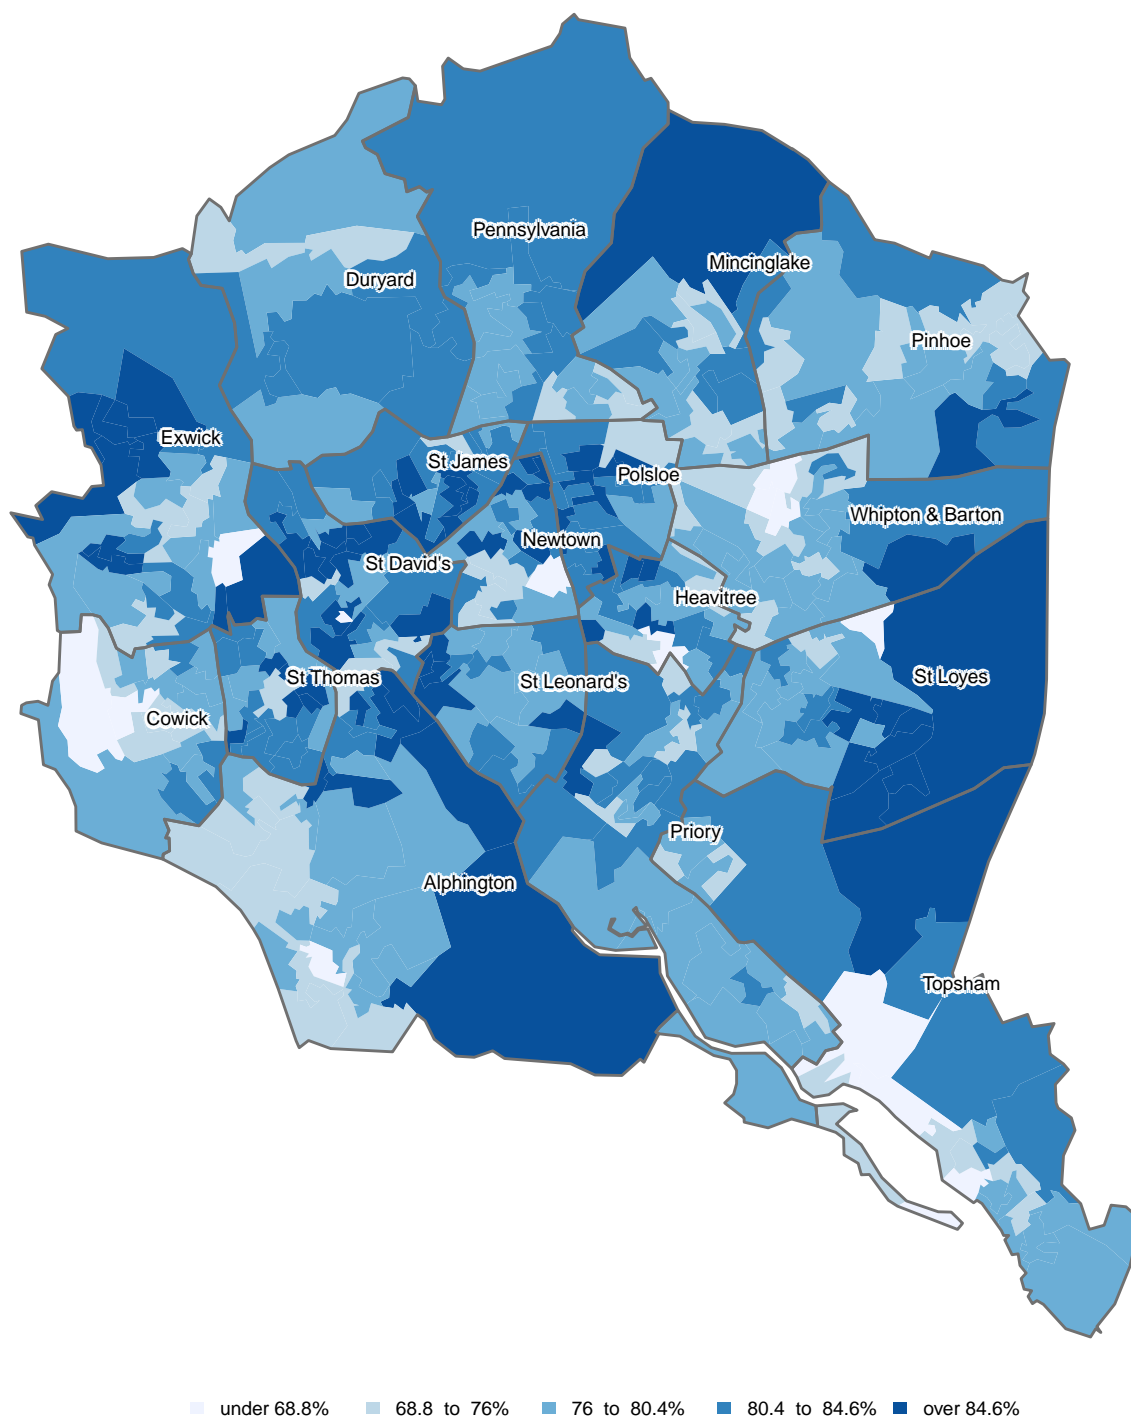 Pennsylvania
Mincinglake
Duryard
Pinhoe
Exwick
St James
Polsloe
Whipton & Barton
Newtown
St David's
Heavitree
St Thomas
St Leonard's
St Loyes
Cowick
Priory
Alphington
Topsham
under 68.8% 68.8 to 76% 76 to 80.4% 80.4 to 84.6% over 84.6%